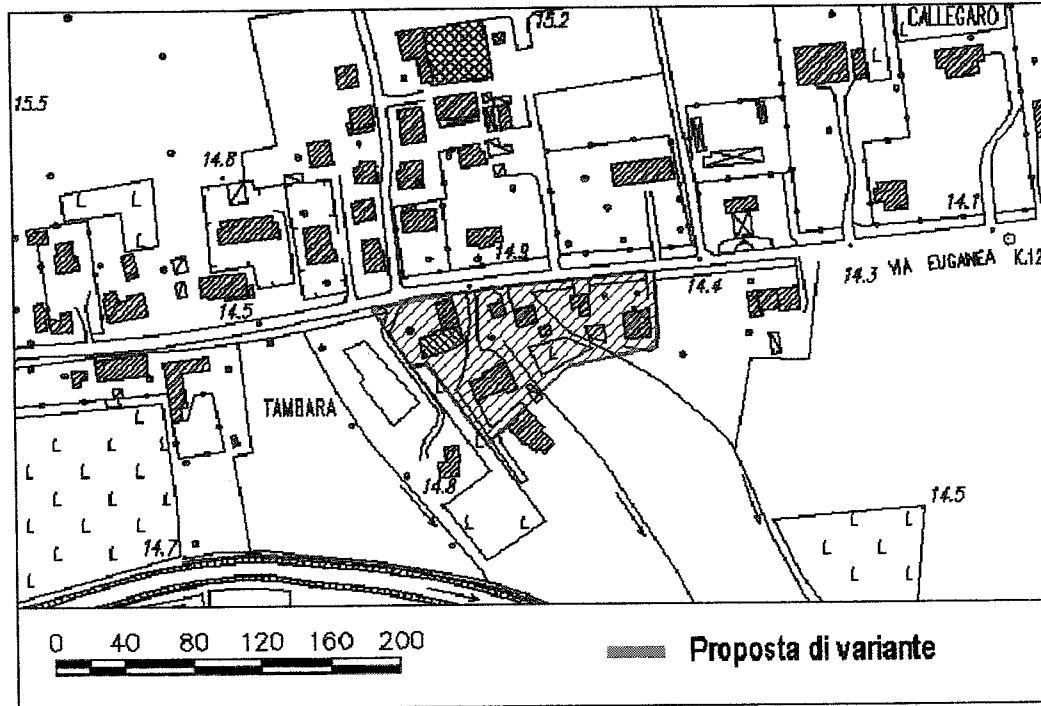 CALLEGARO
15.2
15.5
14.8
14.1
14.9
14.3 VIA EUGANEA K.12
14.4
14.5
TAMBARA
14.8
14.5
14.7
0 40 80 120 160 200
Proposta di variante